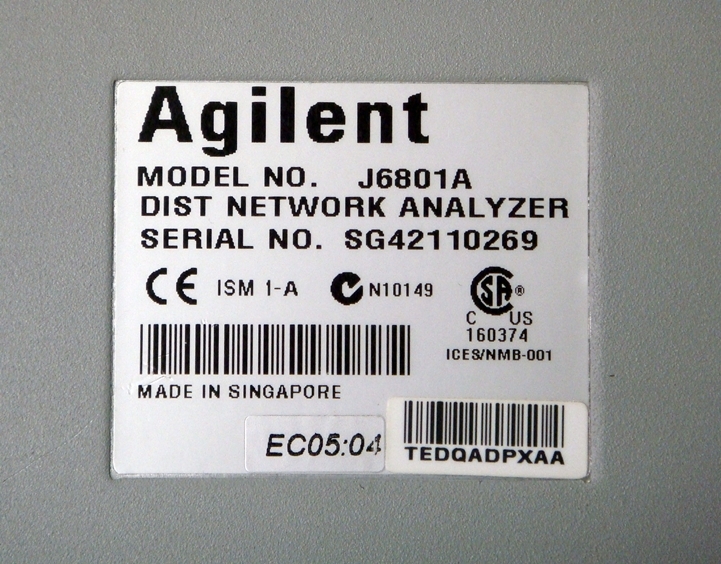 Agilent
MODEL NO. J6801A
DIST NETWORK ANALYZER
SERIAL NO. SG42110269
CE ISM 1-A N10149 SA®
C US
160374
ICES/NMB-001
MADE IN SINGAPORE
EC05:04
TEDQADPXAA